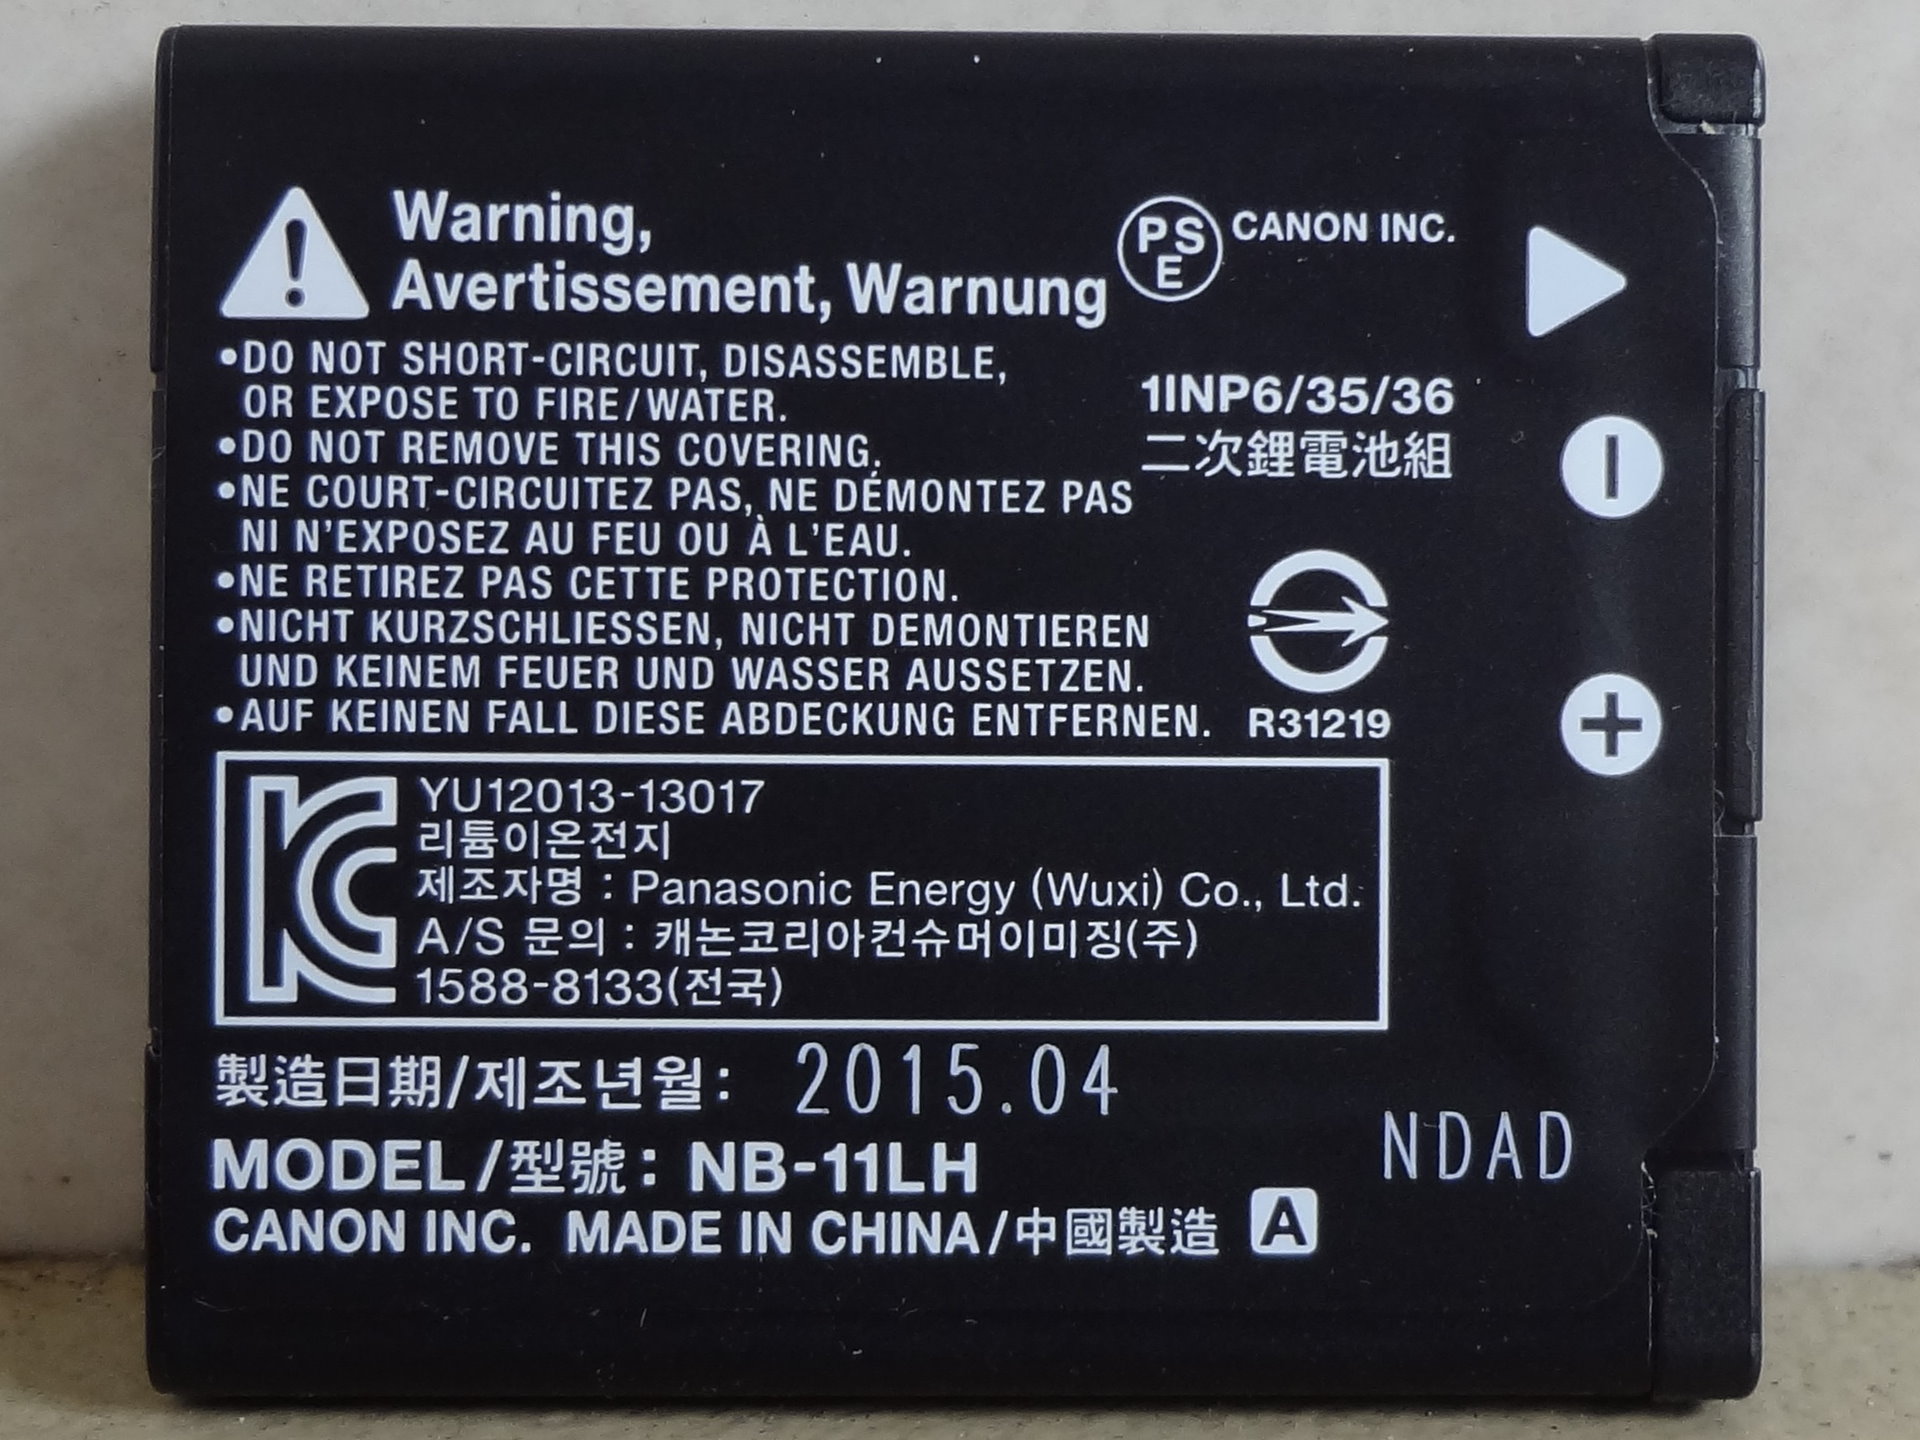 Warning,
Avertissement, Warnung
PSE CANON INC.
•DO NOT SHORT-CIRCUIT, DISASSEMBLE,
OR EXPOSE TO FIRE/WATER.
•DO NOT REMOVE THIS COVERING.
•NE COURT-CIRCUITEZ PAS, NE DÉMONTEZ PAS
NI N'EXPOSEZ AU FEU OU À L'EAU.
•NE RETIREZ PAS CETTE PROTECTION.
•NICHT KURZSCHLIESSEN, NICHT DEMONTIEREN
UND KEINEM FEUER UND WASSER AUSSETZEN.
•AUF KEINEN FALL DIESE ABDECKUNG ENTFERNEN.
1INP6/35/36
二次鋰電池組
R31219
KC
YU12013-13017
리튬이온전지
제조자명 : Panasonic Energy (Wuxi) Co., Ltd.
A/S 문의 : 캐논코리아컨슈머이미징(주)
1588-8133(전국)
製造日期/제조년월: 2015.04
NDAD
MODEL/型號: NB-11LH
CANON INC. MADE IN CHINA/中國製造 A